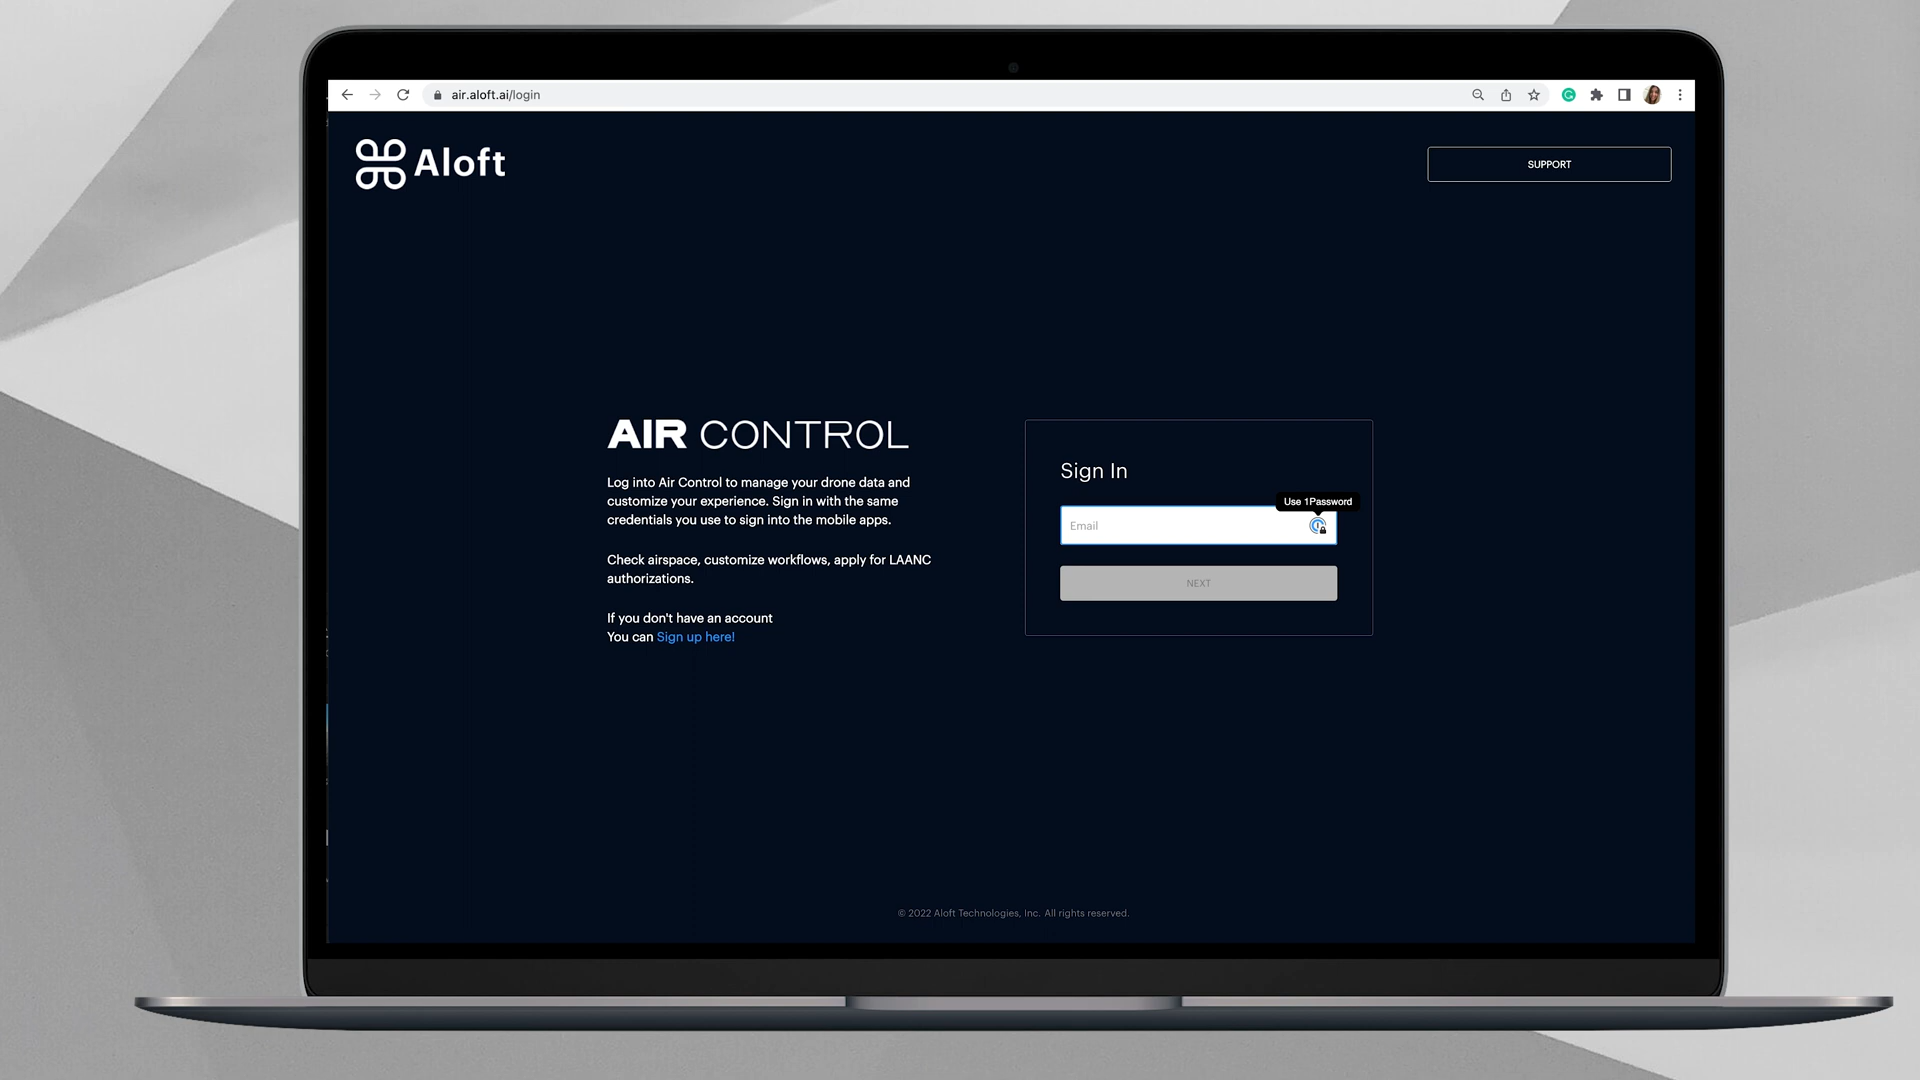 air.aloft.ai/login
Aloft
SUPPORT
AIR CONTROL
Log into Air Control to manage your drone data and
customize your experience. Sign in with the same
credentials you use to sign into the mobile apps.
Check airspace, customize workflows, apply for LAANC
authorizations.
If you don't have an account
You can Sign up here!
Sign In
Use 1Password
Email
NEXT
© 2022 Aloft Technologies, Inc. All rights reserved.